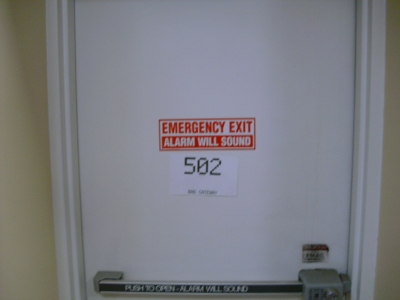 EMERGENCY EXIT
ALARM WILL SOUND
502
PUSH TO OPEN - ALARM WILL SOUND